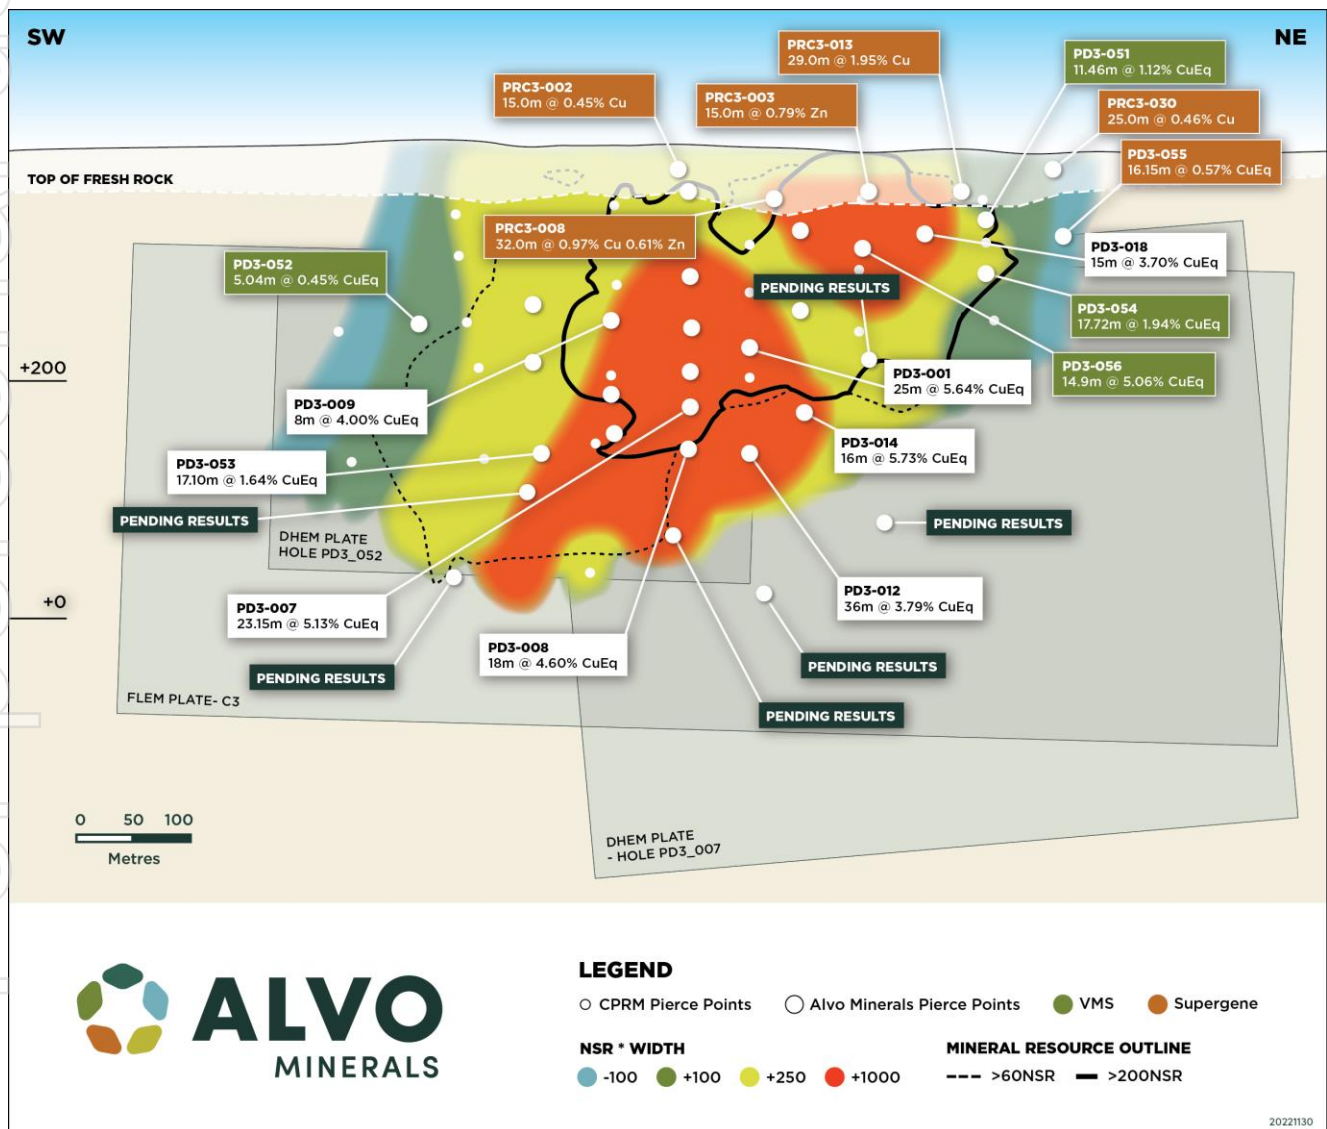 SW
NE
PRC3-013
29.0m @ 1.95% Cu
PD3-051
11.46m @ 1.12% CuEq
PRC3-002
15.0m @ 0.45% Cu
PRC3-003
15.0m @ 0.79% Zn
PRC3-030
25.0m @ 0.46% Cu
PD3-055
16.15m @ 0.57% CuEq
TOP OF FRESH ROCK
PRC3-008
32.0m @ 0.97% Cu 0.61% Zn
PD3-018
15m @ 3.70% CuEq
PD3-052
5.04m @ 0.45% CuEq
PENDING RESULTS
PD3-054
17.72m @ 1.94% CuEq
+200
PD3-001
25m @ 5.64% CuEq
PD3-056
14.9m @ 5.06% CuEq
PD3-009
8m @ 4.00% CuEq
PD3-014
16m @ 5.73% CuEq
PD3-053
17.10m @ 1.64% CuEq
PENDING RESULTS
PENDING RESULTS
DHEM PLATE
HOLE PD3_052
+0
PD3-012
36m @ 3.79% CuEq
PD3-007
23.15m @ 5.13% CuEq
PD3-008
18m @ 4.60% CuEq
PENDING RESULTS
PENDING RESULTS
FLEM PLATE- C3
PENDING RESULTS
0 50 100
Metres
DHEM PLATE
- HOLE PD3_007
ALVO
MINERALS
LEGEND
CPRM Pierce Points
Alvo Minerals Pierce Points
VMS
Supergene
NSR * WIDTH
-100
+100
+250
+1000
MINERAL RESOURCE OUTLINE
>60NSR
>200NSR
20221130